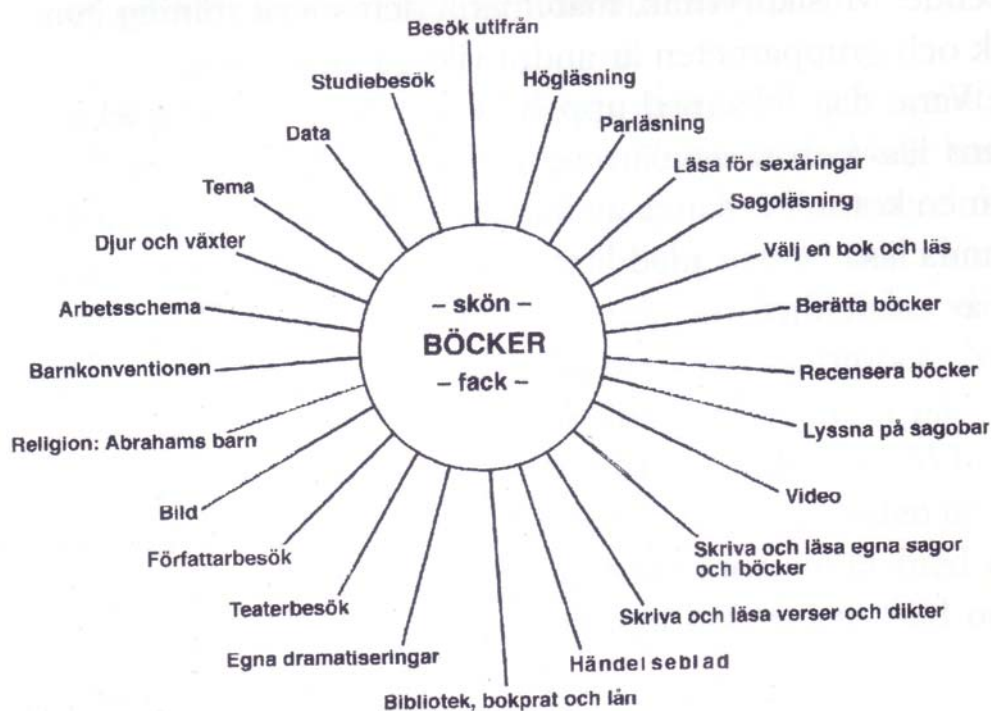 Besök utifrån
Högläsning
Parläsning
Läsa för sexåringar
Sagoläsning
Välj en bok och läs
Berätta böcker
Recensera böcker
Lyssna på sagobar
Video
Skriva och läsa egna sagor
och böcker
Skriva och läsa verser och dikter
Händelseblad
Bibliotek, bokprat och lån
Egna dramatiseringar
Teaterbesök
Författarbesök
Bild
Religion: Abrahams barn
Barnkonventionen
Arbetsschema
Djur och växter
Tema
Data
Studiebesök
– skön –
BÖCKER
– fack –